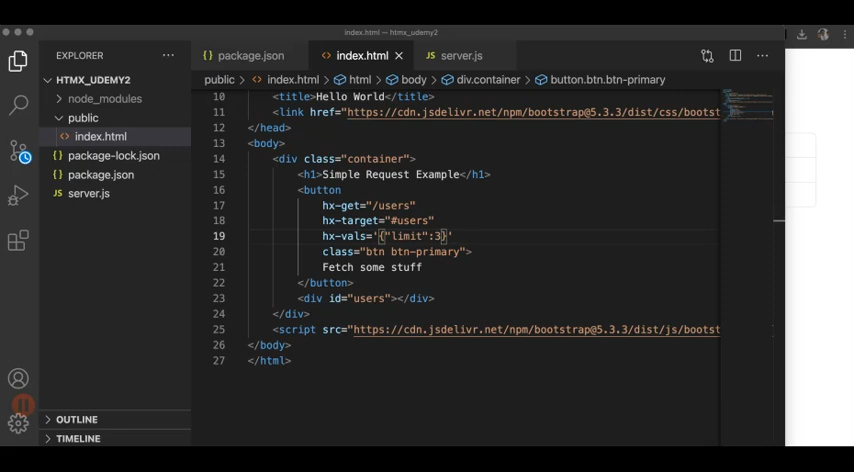 index.html — htmx_udemy2
EXPLORER
package.json
index.html
server.js
HTMX_UDEMY2
node_modules
public
index.html
package-lock.json
package.json
server.js
OUTLINE
TIMELINE
public > index.html > html > body > div.container > button.btn.btn-primary
10 <title>Hello World</title>
11 <link href="https://cdn.jsdelivr.net/npm/bootstrap@5.3.3/dist/css/bootst
12 </head>
13 <body>
14 <div class="container">
15 <h1>Simple Request Example</h1>
16 <button
17 hx-get="/users"
18 hx-target="#users"
19 hx-vals='{"limit":3}'
20 class="btn btn-primary">
21 Fetch some stuff
22 </button>
23 <div id="users"></div>
24 </div>
25 <script src="https://cdn.jsdelivr.net/npm/bootstrap@5.3.3/dist/js/bootst
26 </body>
27 </html>